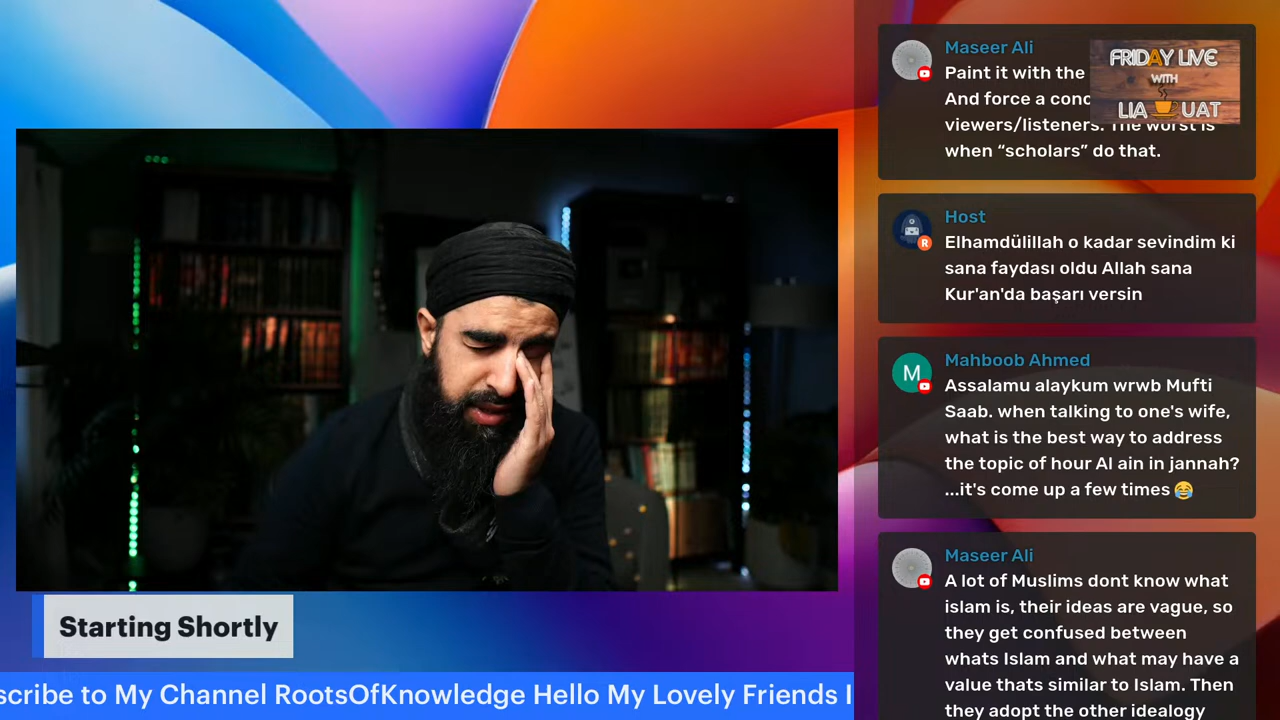 Maseer Ali
Paint it with the
And force a conc
viewers/listeners. The worst is
when “scholars” do that.
FRIDAY LIVE
WITH
LIA UAT
Host
Elhamdülillah o kadar sevindim ki
sana faydası oldu Allah sana
Kur'an'da başarı versin
M
Mahboob Ahmed
Assalamu alaykum wrwb Mufti
Saab. when talking to one's wife,
what is the best way to address
the topic of hour Al ain in jannah?
...it's come up a few times 😂
Maseer Ali
A lot of Muslims dont know what
islam is, their ideas are vague, so
they get confused between
whats Islam and what may have a
value thats similar to Islam. Then
they adopt the other idealogy
Starting Shortly
scribe to My Channel RootsOfKnowledge Hello My Lovely Friends I